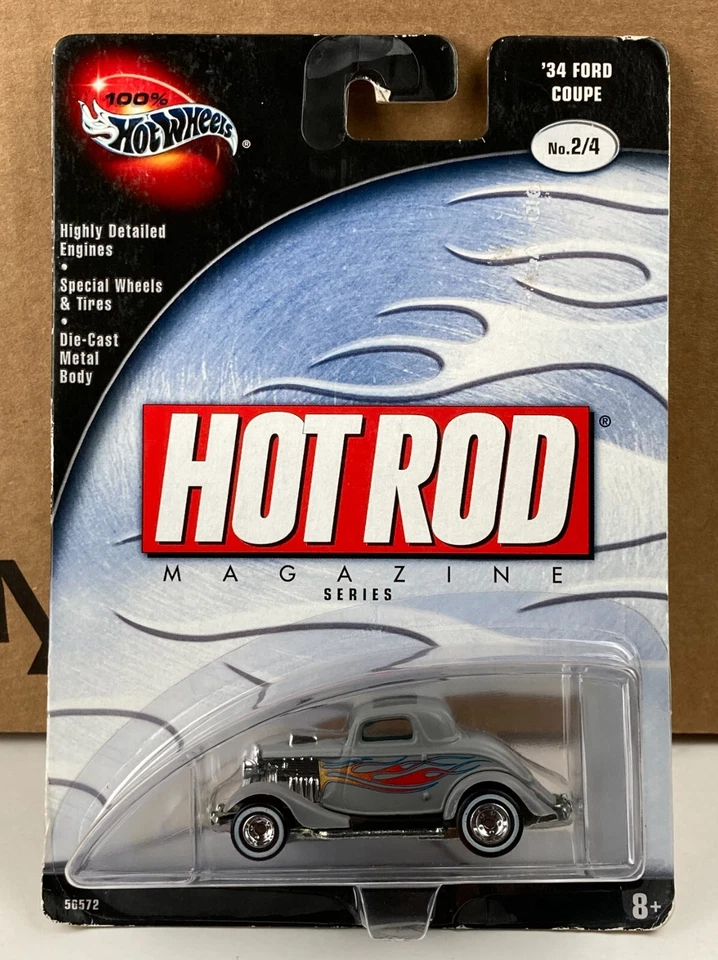 100%
HOT WHEELS®
'34 FORD
COUPE
No.2/4
Highly Detailed
Engines
•
Special Wheels
& Tires
•
Die-Cast
Metal
Body
HOT ROD®
MAGAZINE
SERIES
56572
8+